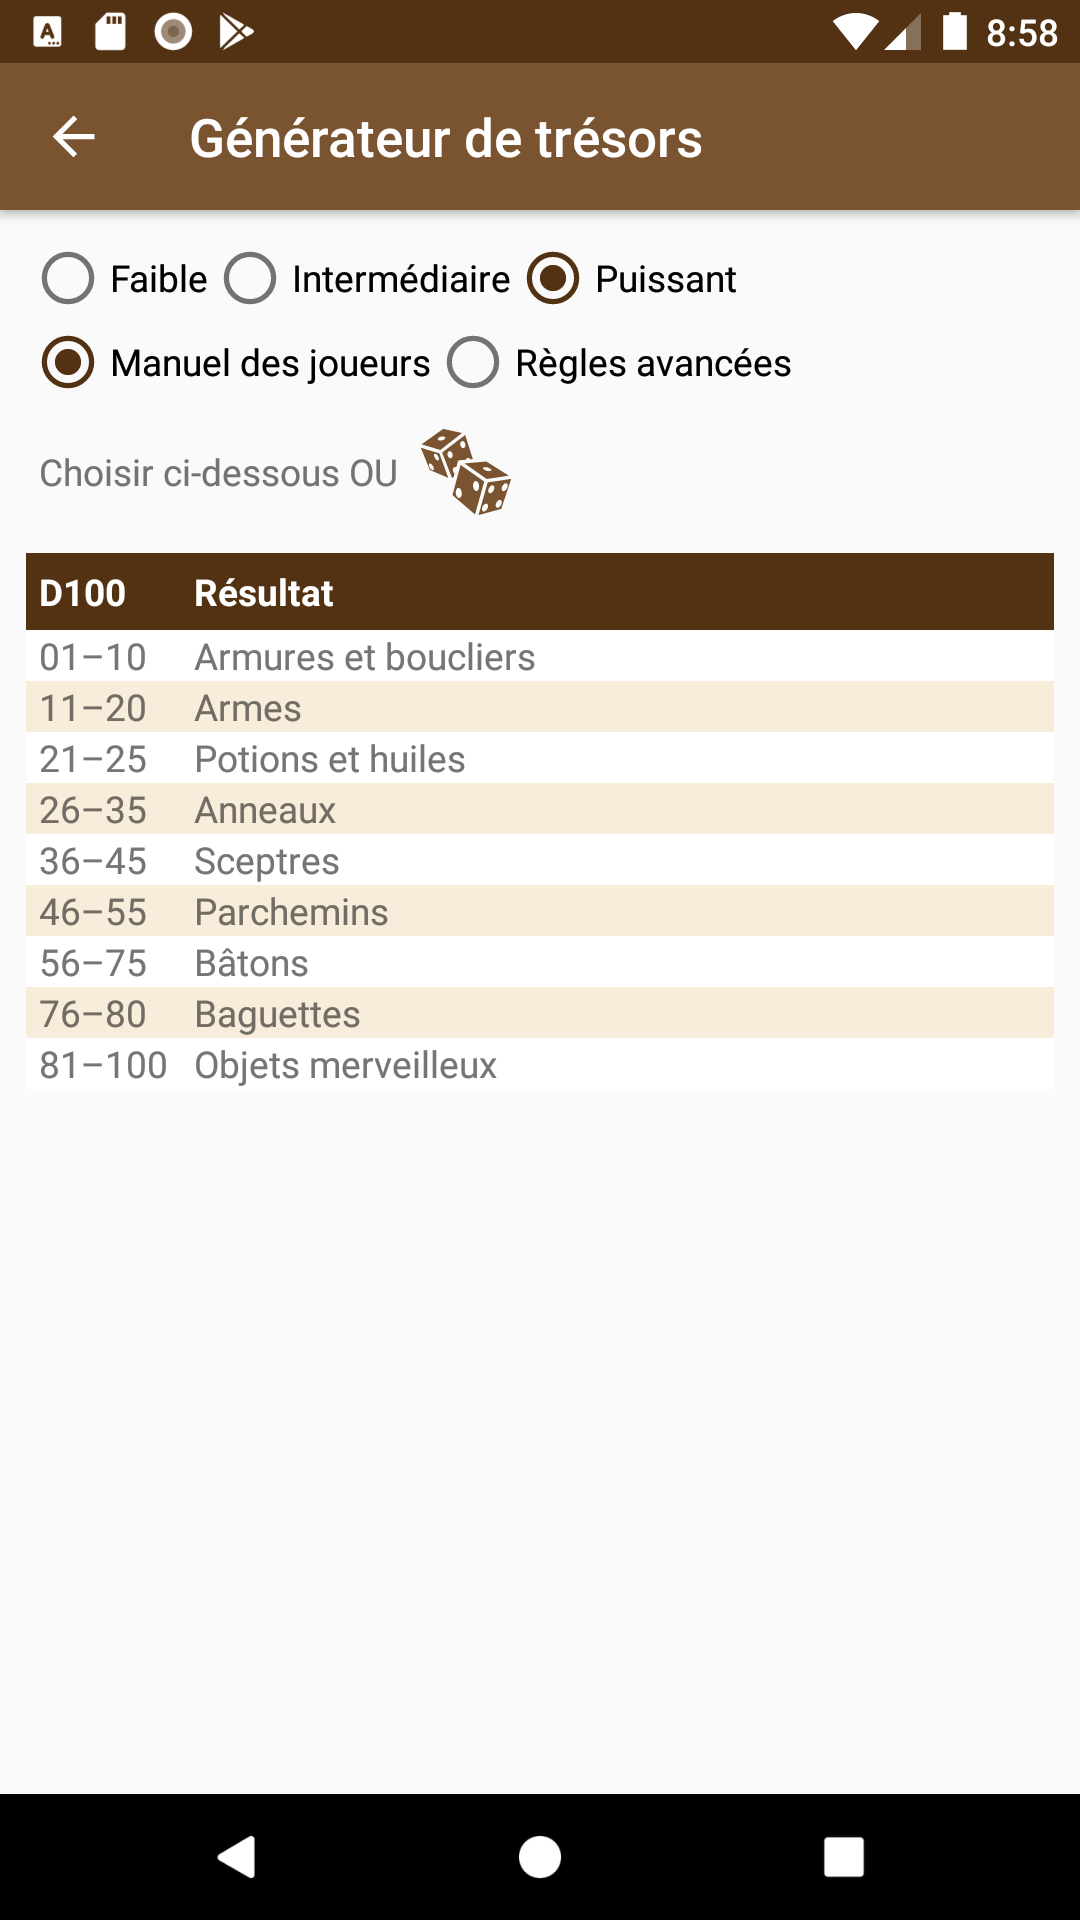 8:58
Générateur de trésors
Faible Intermédiaire Puissant
Manuel des joueurs Règles avancées
Choisir ci-dessous OU
D100 Résultat
01–10 Armures et boucliers
11–20 Armes
21–25 Potions et huiles
26–35 Anneaux
36–45 Sceptres
46–55 Parchemins
56–75 Bâtons
76–80 Baguettes
81–100 Objets merveilleux